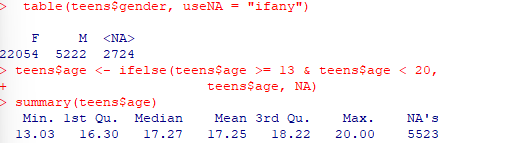 > table(teens$gender, useNA = "ifany")
F M <NA>
22054 5222 2724
> teens$age <- ifelse(teens$age >= 13 & teens$age < 20,
+ teens$age, NA)
> summary(teens$age)
Min. 1st Qu. Median Mean 3rd Qu. Max. NA's
13.03 16.30 17.27 17.25 18.22 20.00 5523